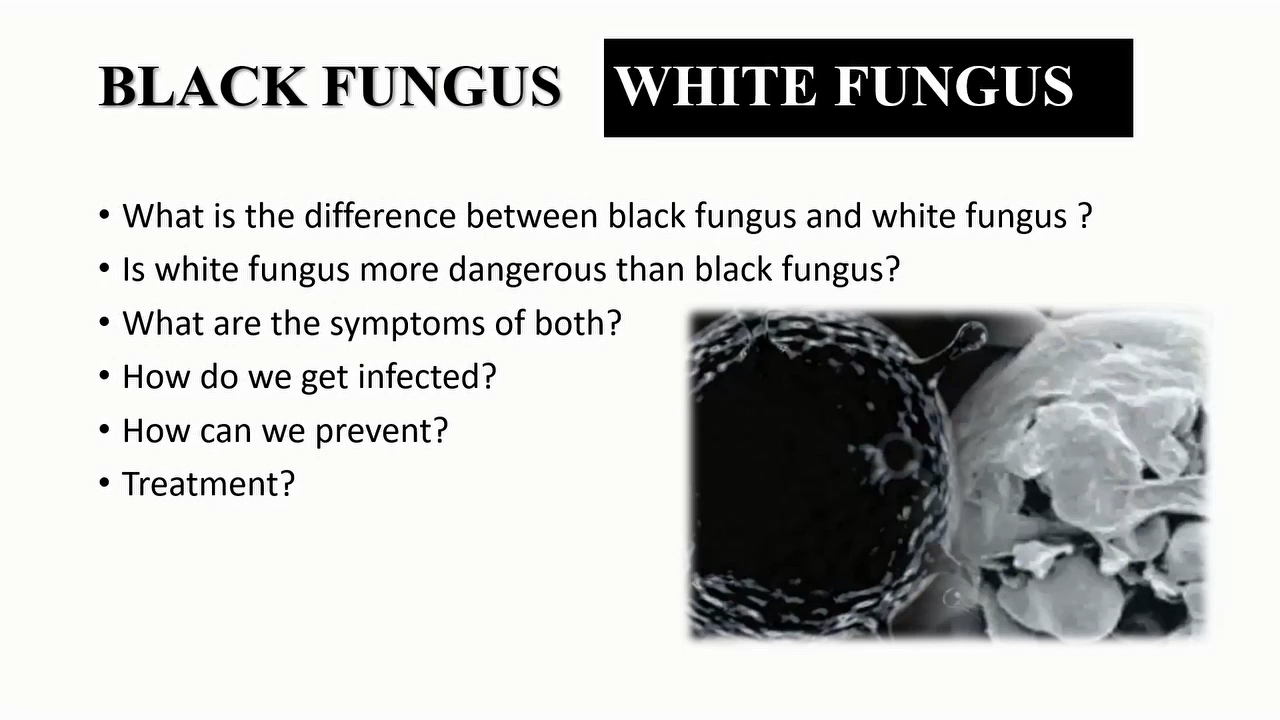 BLACK FUNGUS WHITE FUNGUS
• What is the difference between black fungus and white fungus ?
• Is white fungus more dangerous than black fungus?
• What are the symptoms of both?
• How do we get infected?
• How can we prevent?
• Treatment?